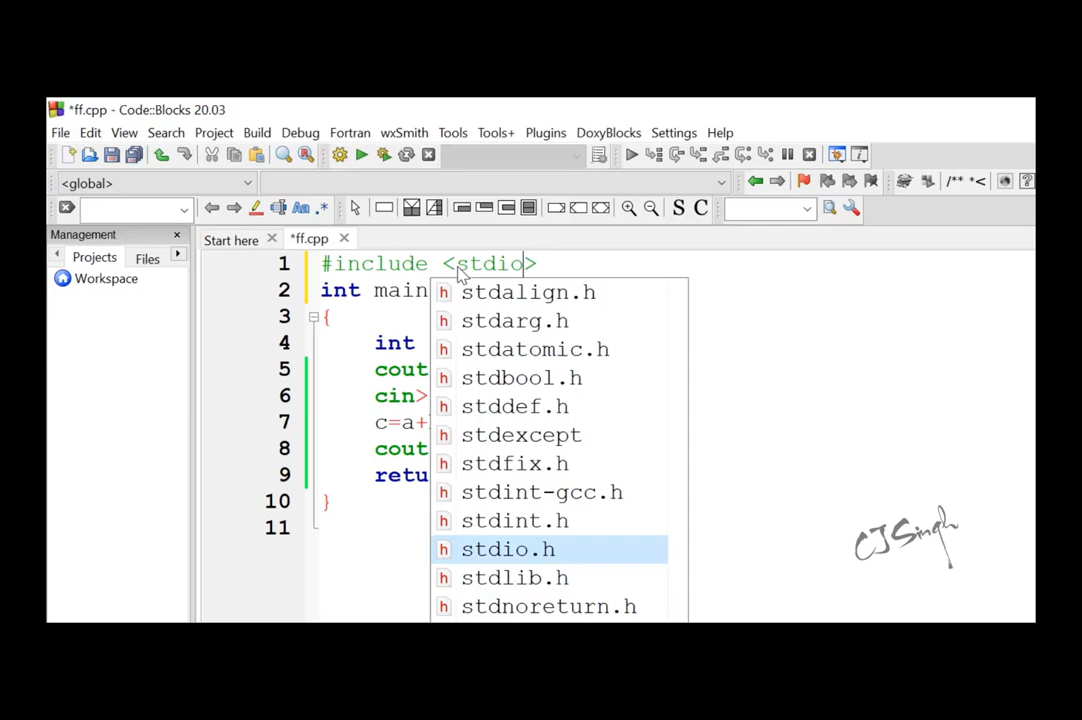 *ff.cpp - Code::Blocks 20.03
File Edit View Search Project Build Debug Fortran wxSmith Tools Tools+ Plugins DoxyBlocks Settings Help
<global>
/** *<
Aa .* S C
Management
Start here *ff.cpp
Projects Files
Workspace
1 #include <stdio>
2 int main
3 {
4 int
5 cout
6 cin>
7 c=a+
8 cout
9 retu
10 }
11
stdalign.h
stdarg.h
stdatomic.h
stdbool.h
stddef.h
stdexcept
stdfix.h
stdint-gcc.h
stdint.h
stdio.h
stdlib.h
stdnoreturn.h
CJSingh